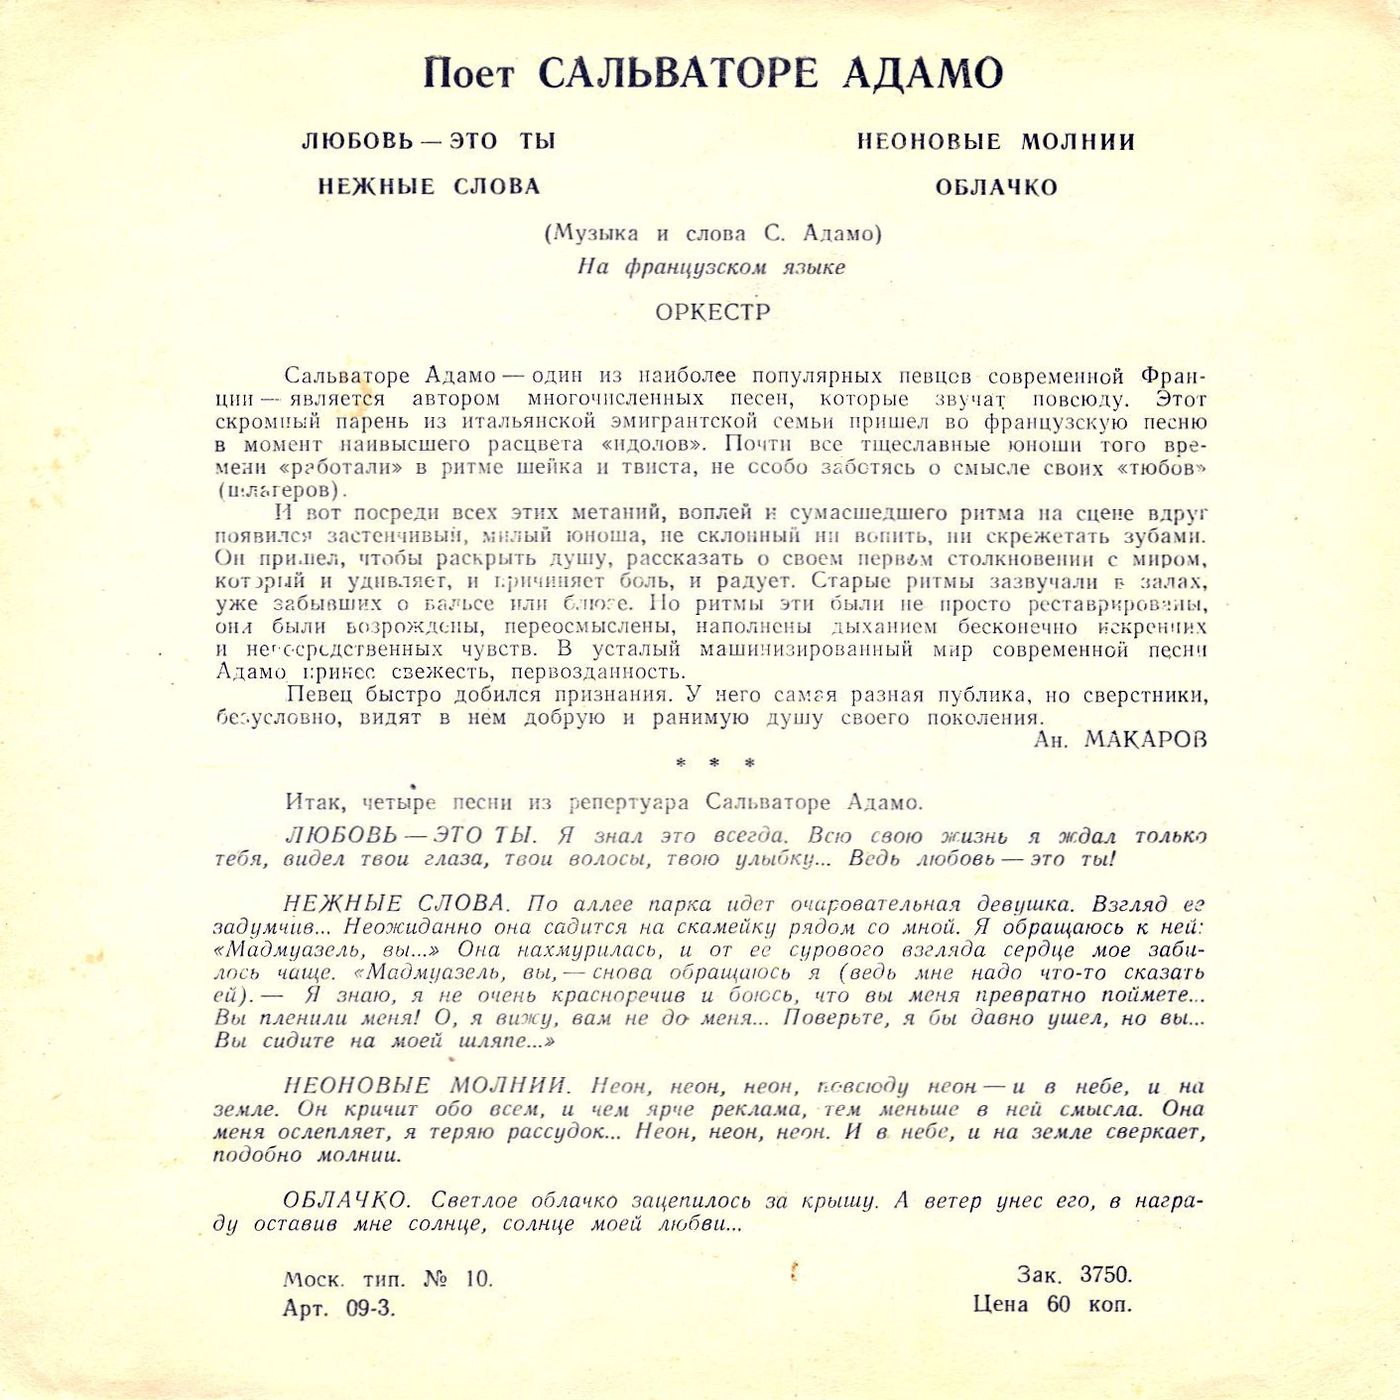 Поет САЛЬВАТОРЕ АДАМО
ЛЮБОВЬ — ЭТО ТЫ НЕОНОВЫЕ МОЛНИИ
НЕЖНЫЕ СЛОВА ОБЛАЧКО
(Музыка и слова С. Адамо)
На французском языке
ОРКЕСТР
Сальваторе Адамо — один из наиболее популярных певцов современной Фран-
ции — является автором многочисленных песен, которые звучат повсюду. Этот
скромный парень из итальянской эмигрантской семьи пришел во французскую песню
в момент наивысшего расцвета «идолов». Почти все тщеславные юноши того вре-
мени «работали» в ритме шейка и твиста, не особо заботясь о смысле своих «тюбов»
(шлагеров).
И вот посреди всех этих метаний, воплей и сумасшедшего ритма на сцене вдруг
появился застенчивый, милый юноша, не склонный ни вопить, ни скрежетать зубами.
Он пришел, чтобы раскрыть душу, рассказать о своем первом столкновении с миром,
который и удивляет, и причиняет боль, и радует. Старые ритмы зазвучали в залах,
уже забывших о вальсе или блюзе. Но ритмы эти были не просто реставрированы,
они были возрождены, переосмыслены, наполнены дыханием бесконечно искренних
и непосредственных чувств. В усталый машинизированный мир современной песни
Адамо принес свежесть, первозданность.
Певец быстро добился признания. У него самая разная публика, но сверстники,
безусловно, видят в нем добрую и ранимую душу своего поколения.
Ан. МАКАРОВ
* * *
Итак, четыре песни из репертуара Сальваторе Адамо.
ЛЮБОВЬ — ЭТО ТЫ. Я знал это всегда. Всю свою жизнь я ждал только
тебя, видел твои глаза, твои волосы, твою улыбку... Ведь любовь — это ты!
НЕЖНЫЕ СЛОВА. По аллее парка идет очаровательная девушка. Взгляд ее
задумчив... Неожиданно она садится на скамейку рядом со мной. Я обращаюсь к ней:
«Мадмуазель, вы...» Она нахмурилась, и от ее сурового взгляда сердце мое заби-
лось чаще. «Мадмуазель, вы, — снова обращаюсь я (ведь мне надо что-то сказать
ей). — Я знаю, я не очень красноречив и боюсь, что вы меня превратно поймете...
Вы пленили меня! О, я вижу, вам не до меня... Поверьте, я бы давно ушел, но вы...
Вы сидите на моей шляпе...»
НЕОНОВЫЕ МОЛНИИ. Неон, неон, неон, повсюду неон — и в небе, и на
земле. Он кричит обо всем, и чем ярче реклама, тем меньше в ней смысла. Она
меня ослепляет, я теряю рассудок... Неон, неон, неон. И в небе, и на земле сверкает,
подобно молнии.
ОБЛАЧКО. Светлое облачко зацепилось за крышу. А ветер унес его, в награ-
ду оставив мне солнце, солнце моей любви...
Моск. тип. № 10. Зак. 3750.
Арт. 09-3. Цена 60 коп.